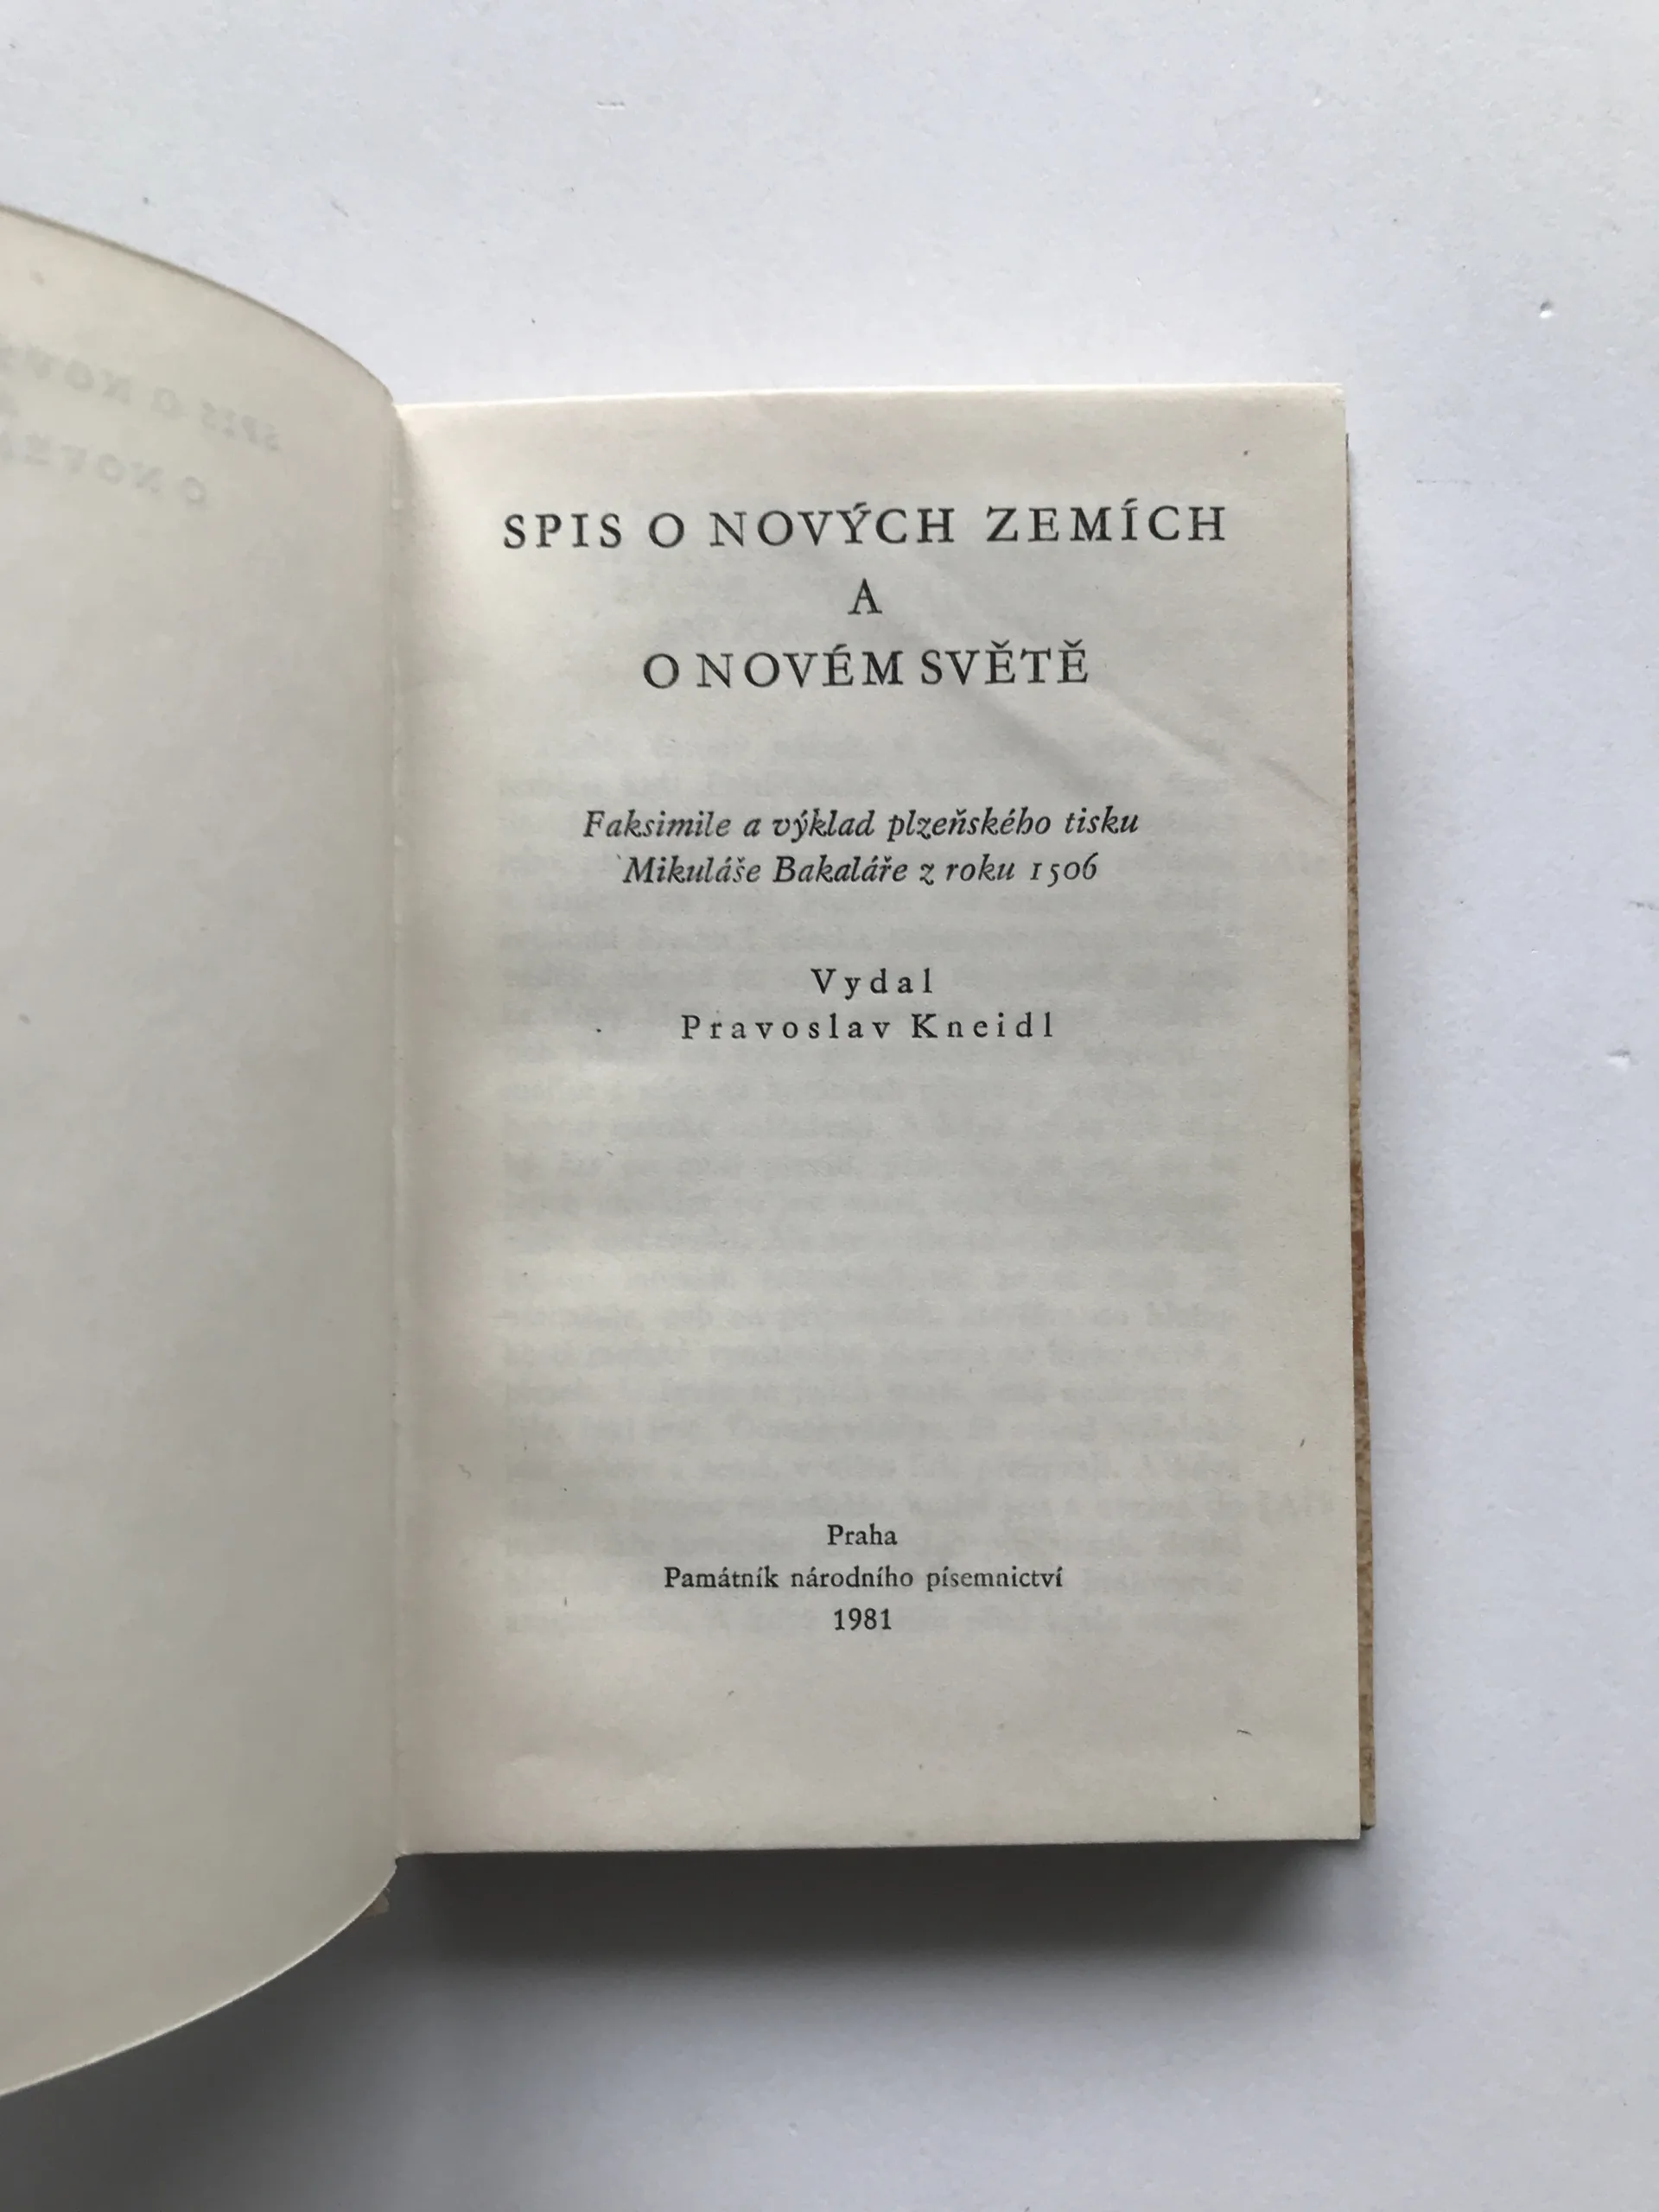 SPIS O NOVÝCH ZEMÍCH
A
O NOVÉM SVĚTĚ
Faksimile a výklad plzeňského tisku
Mikuláše Bakaláře z roku 1506
Vydal
Pravoslav Kneidl
Praha
Památník národního písemnictví
1981